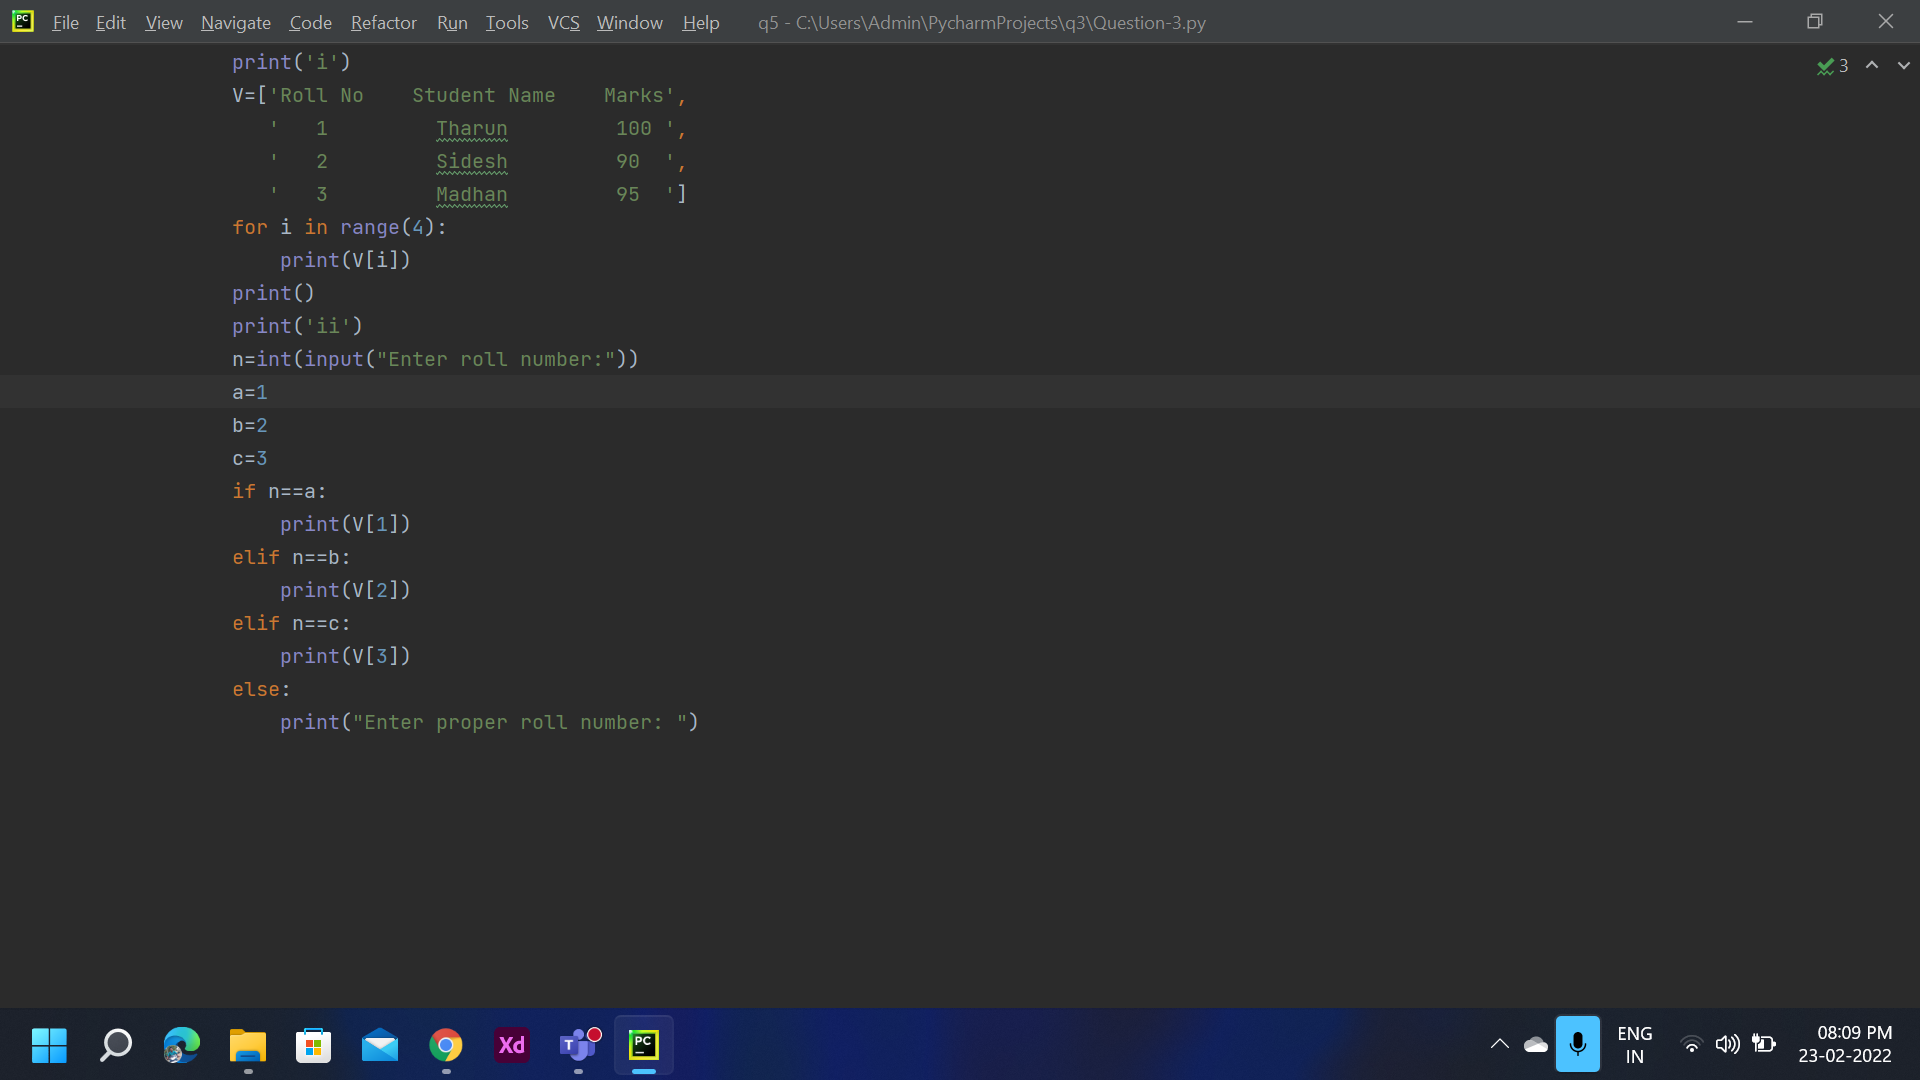 File Edit View Navigate Code Refactor Run Tools VCS Window Help q5 - C:\Users\Admin\PycharmProjects\q3\Question-3.py
print('i')
3
V=['Roll No    Student Name    Marks',
   '   1         Tharun         100 ',
   '   2         Sidesh         90  ',
   '   3         Madhan         95  ']
for i in range(4):
    print(V[i])
print()
print('ii')
n=int(input("Enter roll number:"))
a=1
b=2
c=3
if n==a:
    print(V[1])
elif n==b:
    print(V[2])
elif n==c:
    print(V[3])
else:
    print("Enter proper roll number: ")
PC
Xd
T
PC
ENG
IN
08:09 PM
23-02-2022